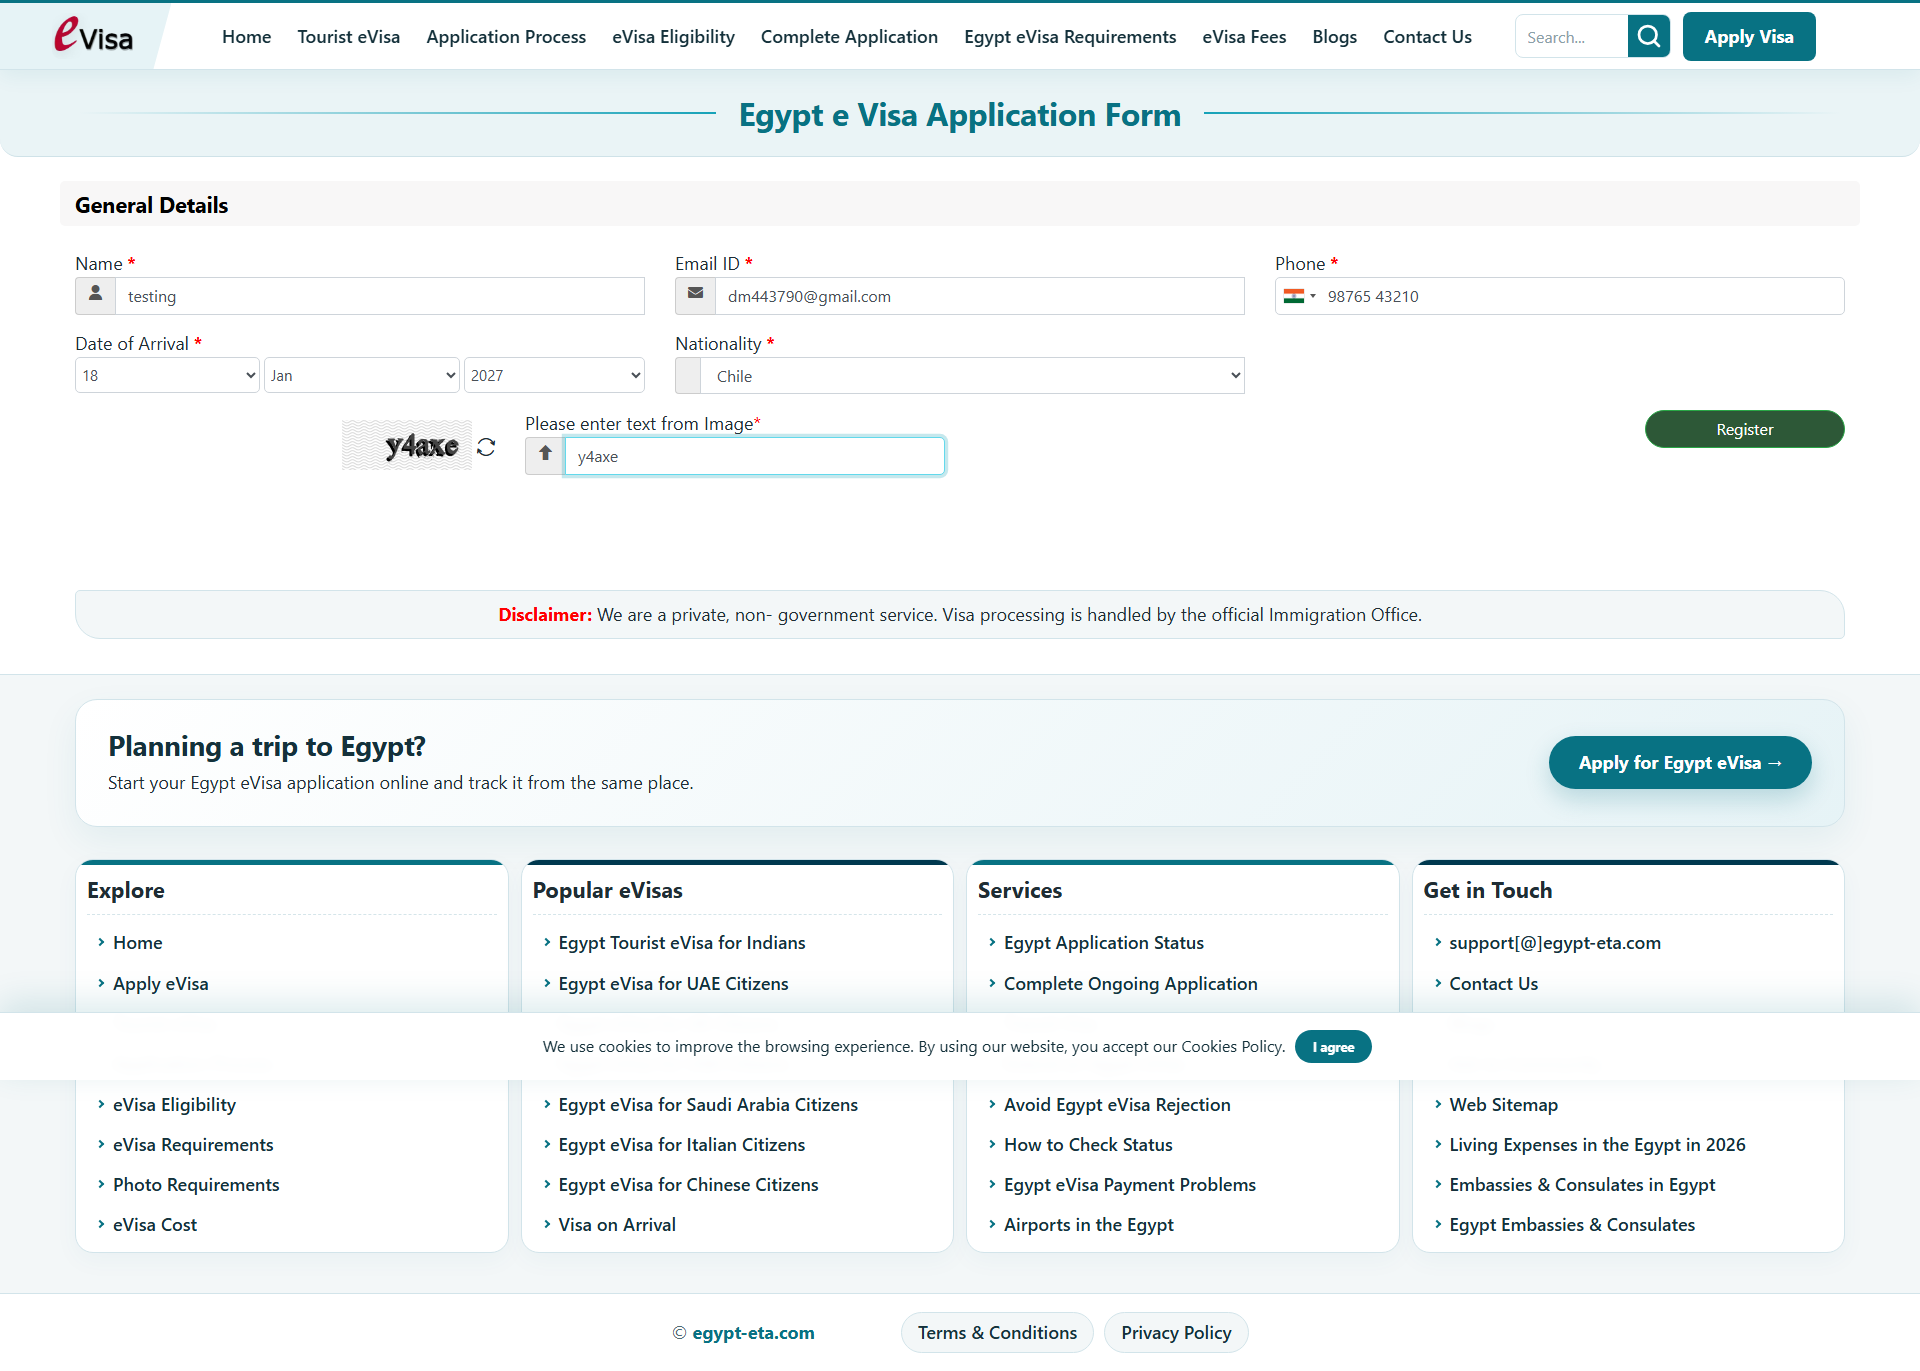 eVisa
Home Tourist eVisa Application Process eVisa Eligibility Complete Application Egypt eVisa Requirements eVisa Fees Blogs Contact Us Search... Apply Visa
Egypt e Visa Application Form
General Details
Name * Email ID * Phone *
testing dm443790@gmail.com 98765 43210
Date of Arrival * Nationality *
18 Jan 2027 Chile
Please enter text from Image*
y4axe y4axe Register
Disclaimer: We are a private, non- government service. Visa processing is handled by the official Immigration Office.
Planning a trip to Egypt?
Start your Egypt eVisa application online and track it from the same place.
Apply for Egypt eVisa →
Explore
Home
Apply eVisa
eVisa Eligibility
eVisa Requirements
Photo Requirements
eVisa Cost
Popular eVisas
Egypt Tourist eVisa for Indians
Egypt eVisa for UAE Citizens
Egypt eVisa for Saudi Arabia Citizens
Egypt eVisa for Italian Citizens
Egypt eVisa for Chinese Citizens
Visa on Arrival
Services
Egypt Application Status
Complete Ongoing Application
Avoid Egypt eVisa Rejection
How to Check Status
Egypt eVisa Payment Problems
Airports in the Egypt
Get in Touch
support[@]egypt-eta.com
Contact Us
Web Sitemap
Living Expenses in the Egypt in 2026
Embassies & Consulates in Egypt
Egypt Embassies & Consulates
We use cookies to improve the browsing experience. By using our website, you accept our Cookies Policy. I agree
© egypt-eta.com Terms & Conditions Privacy Policy